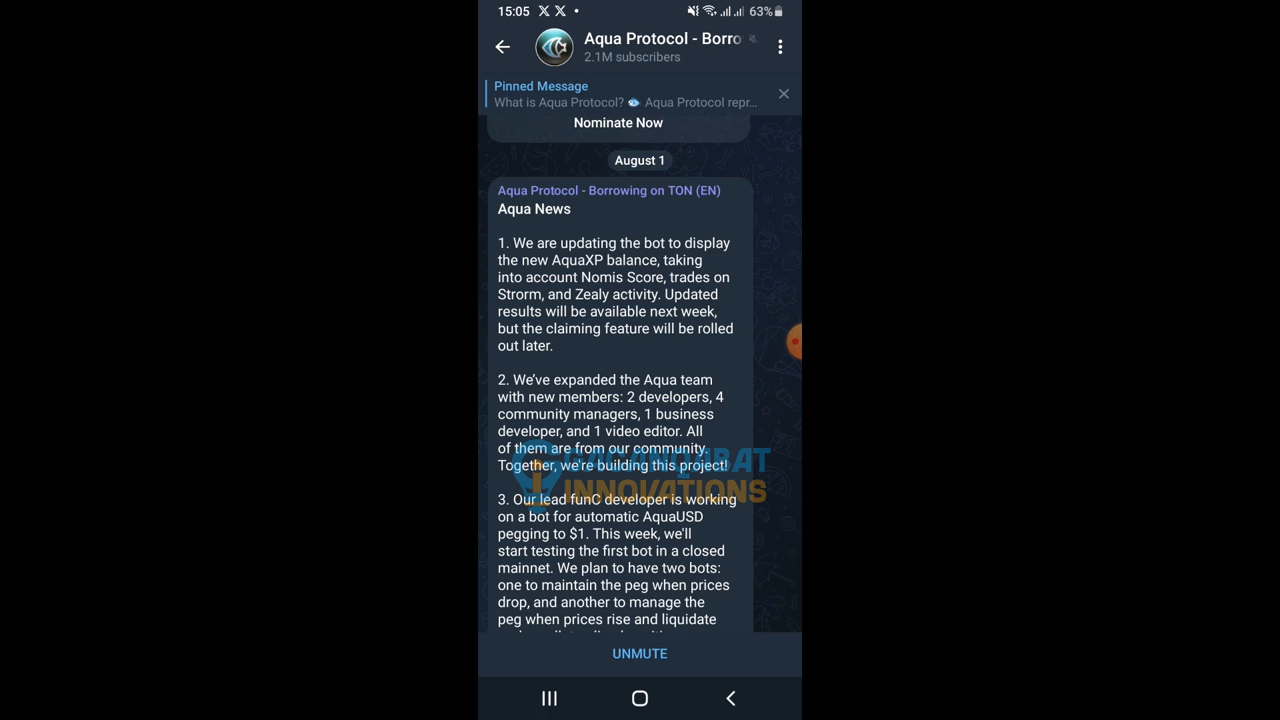 15:05 63%
Aqua Protocol - Borro
2.1M subscribers
Pinned Message
What is Aqua Protocol? 🐟 Aqua Protocol repr...
Nominate Now
August 1
Aqua Protocol - Borrowing on TON (EN)
Aqua News
1. We are updating the bot to display
the new AquaXP balance, taking
into account Nomis Score, trades on
Strorm, and Zealy activity. Updated
results will be available next week,
but the claiming feature will be rolled
out later.
2. We've expanded the Aqua team
with new members: 2 developers, 4
community managers, 1 business
developer, and 1 video editor. All
of them are from our community.
Together, we're building this project!
GACANQABAT
INNOVATIONS
3. Our lead funC developer is working
on a bot for automatic AquaUSD
pegging to $1. This week, we'll
start testing the first bot in a closed
mainnet. We plan to have two bots:
one to maintain the peg when prices
drop, and another to manage the
peg when prices rise and liquidate
UNMUTE